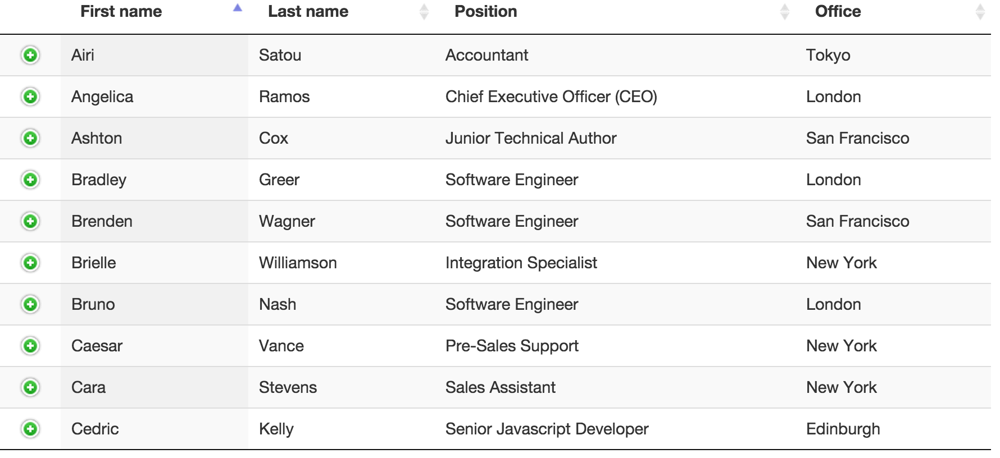 First name Last name Position Office
Airi Satou Accountant Tokyo
Angelica Ramos Chief Executive Officer (CEO) London
Ashton Cox Junior Technical Author San Francisco
Bradley Greer Software Engineer London
Brenden Wagner Software Engineer San Francisco
Brielle Williamson Integration Specialist New York
Bruno Nash Software Engineer London
Caesar Vance Pre-Sales Support New York
Cara Stevens Sales Assistant New York
Cedric Kelly Senior Javascript Developer Edinburgh